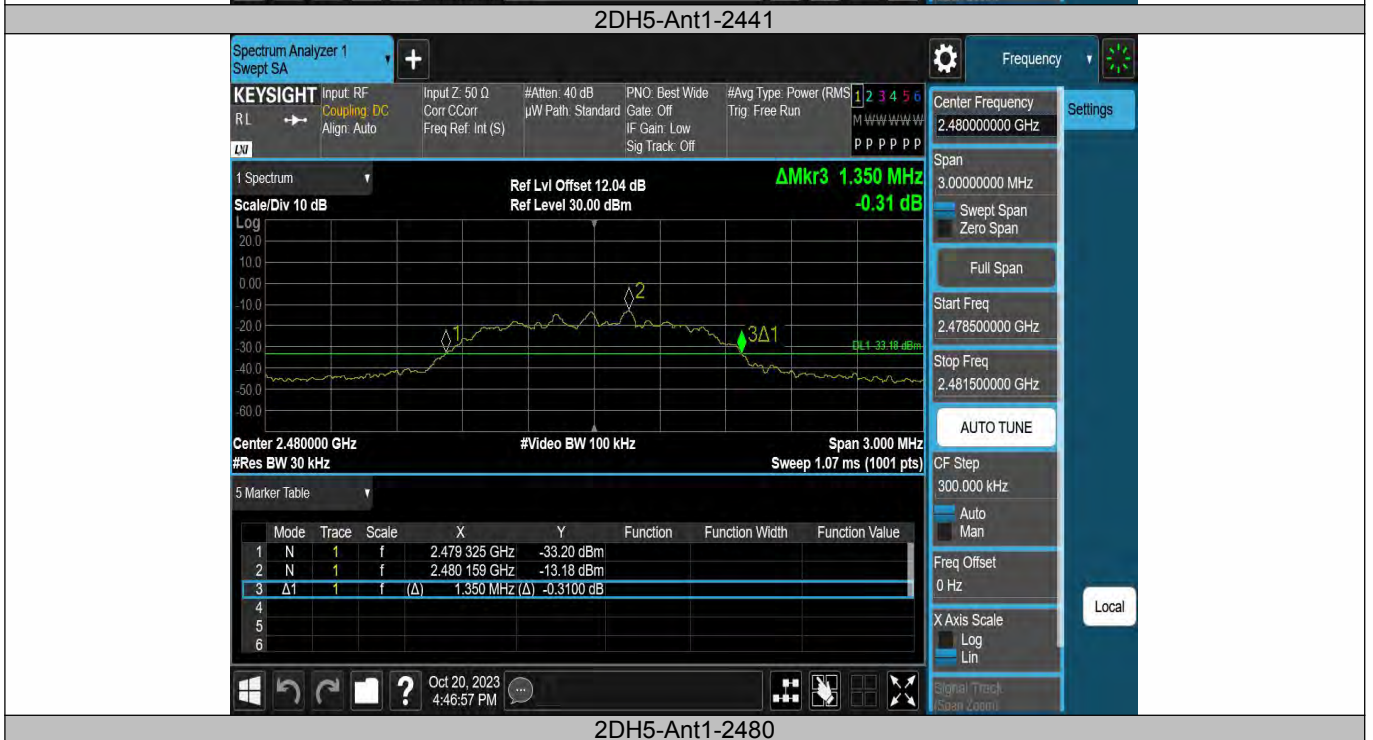 2DH5-Ant1-2441
Spectrum Analyzer 1
Swept SA
+
Frequency
KEYSIGHT
RL
LXI
Input: RF
Coupling: DC
Align: Auto
Input Z: 50 Ω
Corr CCorr
Freq Ref: Int (S)
#Atten: 40 dB
µW Path: Standard
PNO: Best Wide
Gate: Off
IF Gain: Low
Sig Track: Off
#Avg Type: Power (RMS
Trig: Free Run
1 2 3 4 5 6
M W W W W W
P P P P P P
Center Frequency
2.480000000 GHz
Settings
Span
3.00000000 MHz
Swept Span
Zero Span
Full Span
Start Freq
2.478500000 GHz
Stop Freq
2.481500000 GHz
AUTO TUNE
CF Step
300.000 kHz
Auto
Man
Freq Offset
0 Hz
X Axis Scale
Log
Lin
Signal Track
(Span Zoom)
Local
1 Spectrum
Scale/Div 10 dB
Ref Lvl Offset 12.04 dB
Ref Level 30.00 dBm
ΔMkr3 1.350 MHz
-0.31 dB
Log
20.0
10.0
0.00
-10.0
-20.0
-30.0
-40.0
-50.0
-60.0
1
2
3Δ1
DL1 -33.18 dBm
Center 2.480000 GHz
#Res BW 30 kHz
#Video BW 100 kHz
Span 3.000 MHz
Sweep 1.07 ms (1001 pts)
5 Marker Table
Mode Trace Scale X Y Function Function Width Function Value
1 N 1 f 2.479 325 GHz -33.20 dBm
2 N 1 f 2.480 159 GHz -13.18 dBm
3 Δ1 1 f (Δ) 1.350 MHz (Δ) -0.3100 dB
4
5
6
?
Oct 20, 2023
4:46:57 PM
2DH5-Ant1-2480